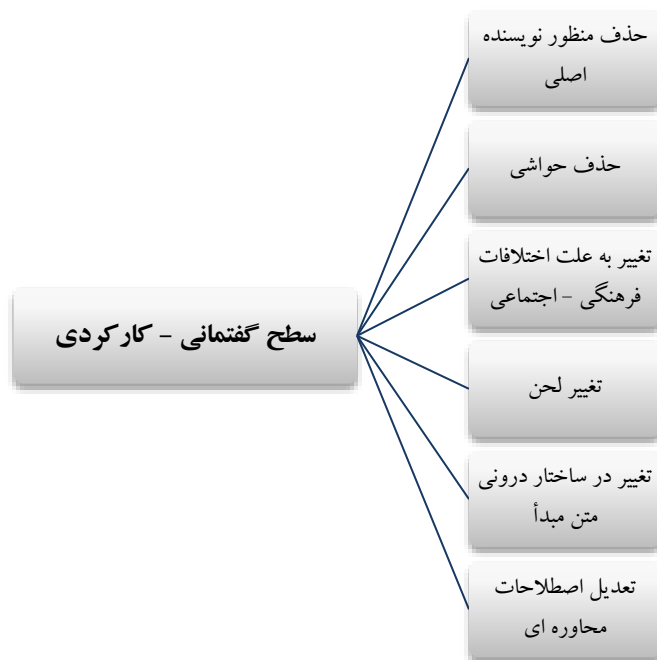 حذف منظور نویسنده
اصلی
حذف حواشی
تغییر به علت اختلافات
فرهنگی - اجتماعی
سطح گفتمانی - کارکردی
تغییر لحن
تغییر در ساختار درونی
متن مبدأ
تعدیل اصطلاحات
محاوره ای